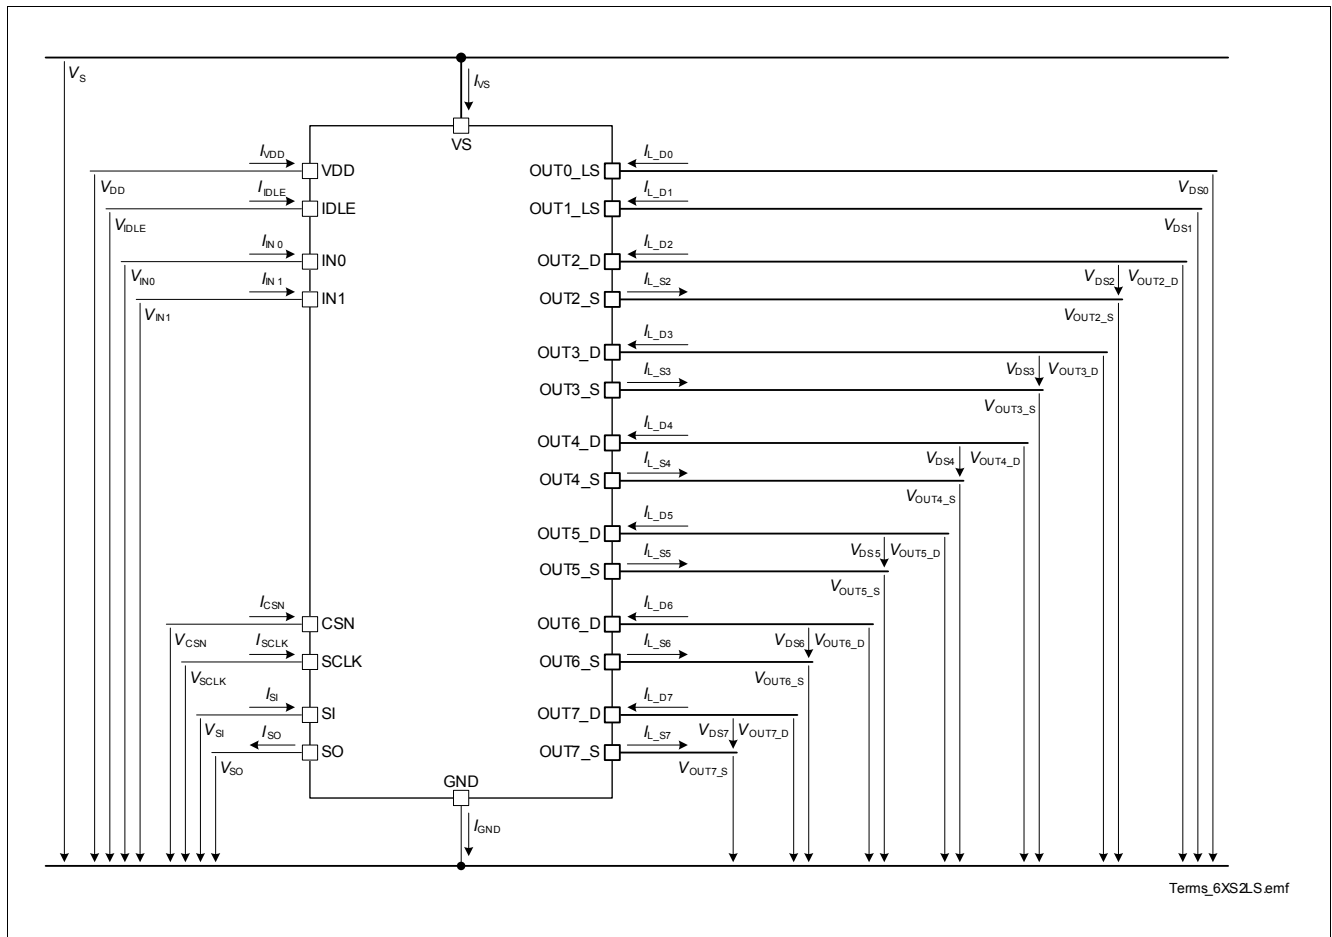 VS
IVS
VS
IVDD
VDD
IL_D0
OUT0_LS
VDD
IIDLE
IDLE
IL_D1
OUT1_LS
VDS0
VIDLE
VDS1
IIN0
IN0
IL_D2
OUT2_D
VIN0
IIN1
IN1
IL_S2
OUT2_S
VDS2
VOUT2_D
VIN1
VOUT2_S
IL_D3
OUT3_D
IL_S3
OUT3_S
VDS3
VOUT3_D
VOUT3_S
IL_D4
OUT4_D
IL_S4
OUT4_S
VDS4
VOUT4_D
VOUT4_S
IL_D5
OUT5_D
IL_S5
OUT5_S
VDS5
VOUT5_D
VOUT5_S
ICSN
CSN
IL_D6
OUT6_D
VCSN
ISCLK
SCLK
IL_S6
OUT6_S
VDS6
VOUT6_D
VSCLK
VOUT6_S
ISI
SI
IL_D7
OUT7_D
VSI
ISO
SO
IL_S7
OUT7_S
VDS7
VOUT7_D
VSO
VOUT7_S
GND
IGND
Terms_6XS2LS.emf